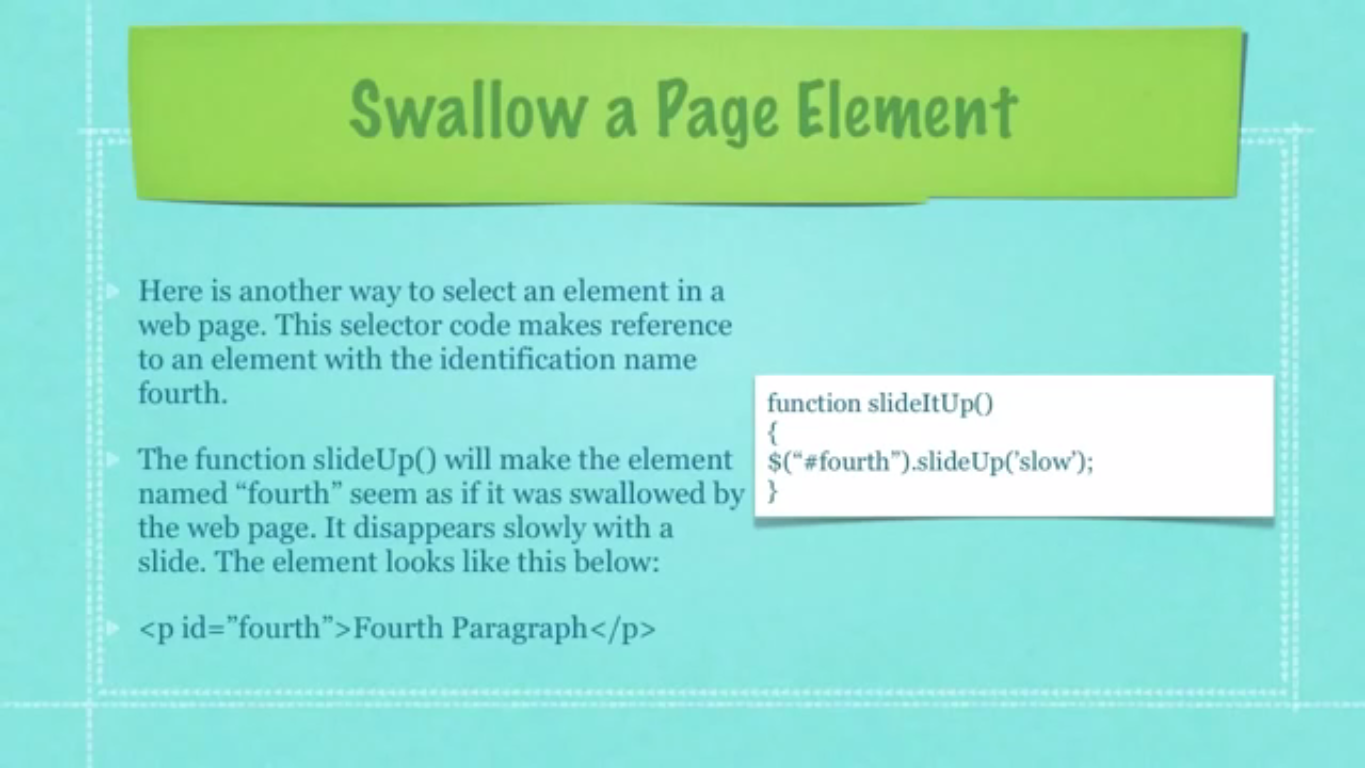 Swallow a Page Element
Here is another way to select an element in a
web page. This selector code makes reference
to an element with the identification name
fourth.
The function slideUp() will make the element
named “fourth” seem as if it was swallowed by
the web page. It disappears slowly with a
slide. The element looks like this below:
<p id=”fourth”>Fourth Paragraph</p>
function slideItUp()
{
$(“#fourth”).slideUp(’slow’);
}